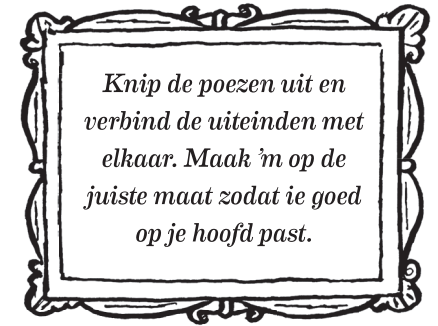 Knip de poezen uit en
verbind de uiteinden met
elkaar. Maak ’m op de
juiste maat zodat ie goed
op je hoofd past.